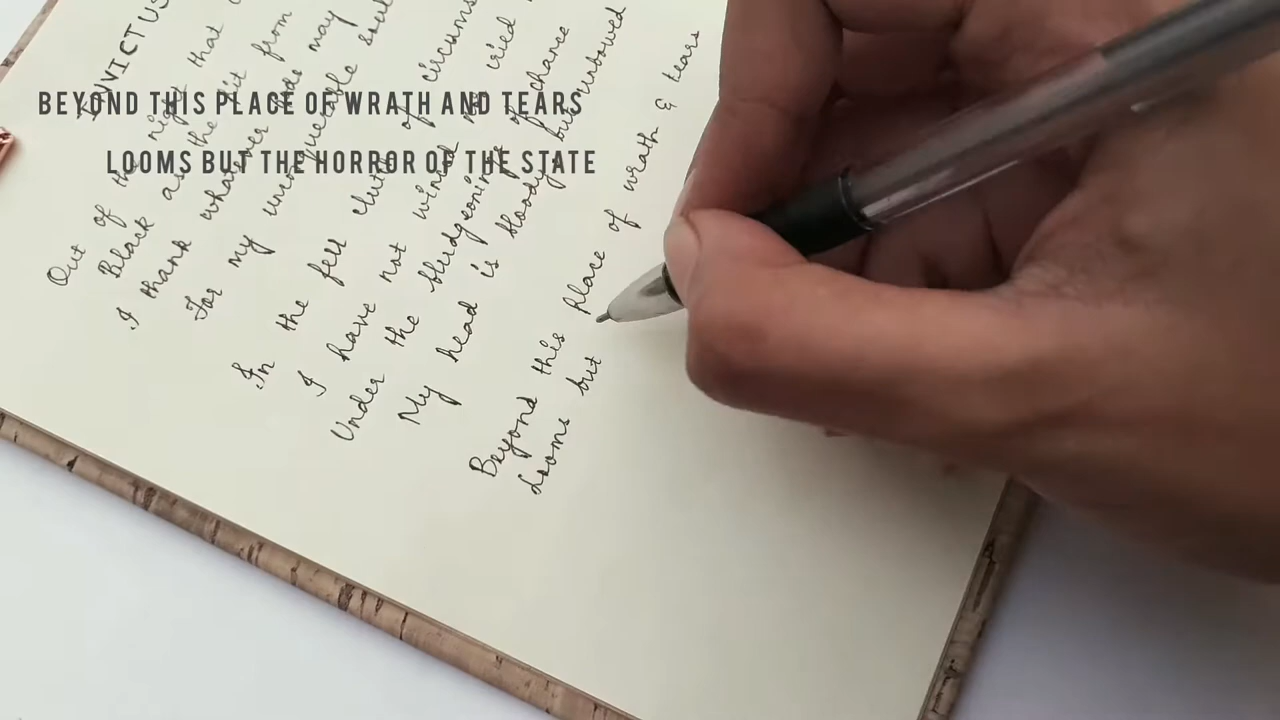 BEYOND THIS PLACE OF WRATH AND TEARS
LOOMS BUT THE HORROR OF THE STATE
INVICTUS
Out of the night that
Black as the pit from
I thank whatever gods may
For my unconquerable soul
In the fell clutch of circums
I have not winced nor cried
Under the bludgeonings of chance
My head is bloody but unbowed
Beyond this place of wrath & tears
Looms but